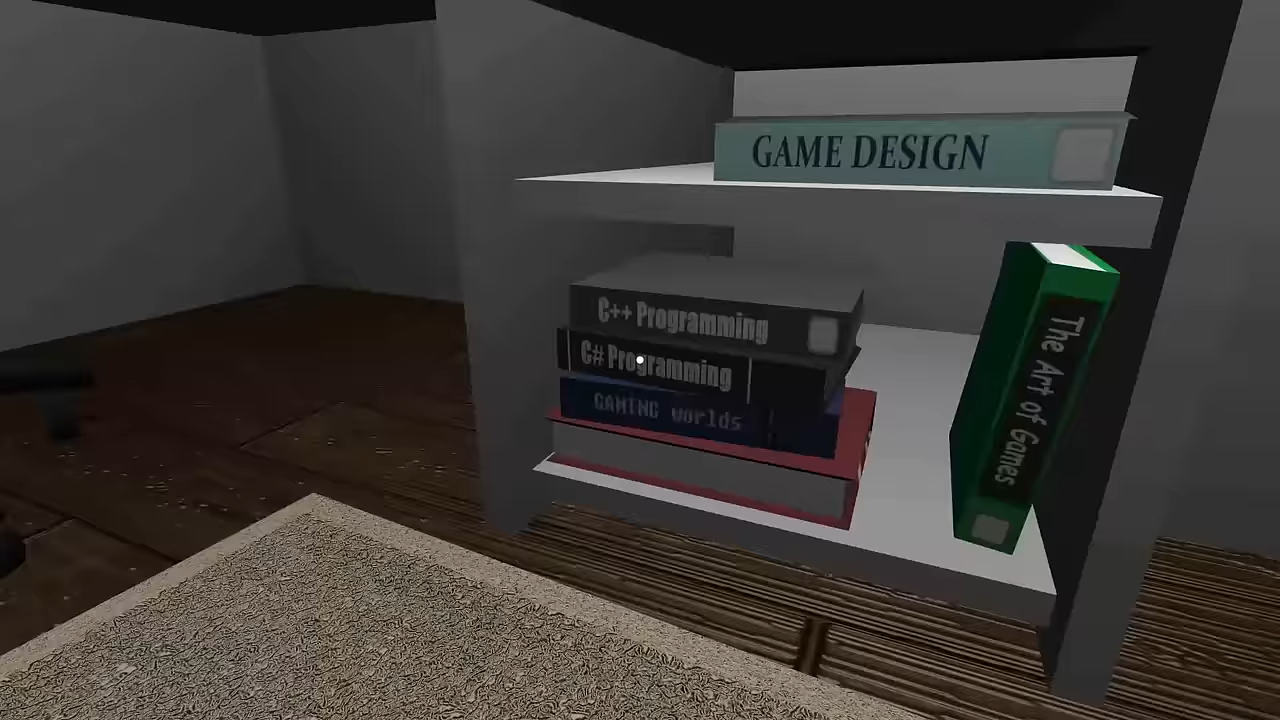 GAME DESIGN
C++ Programming
C# Programming
GAMING worlds
The Art of Games